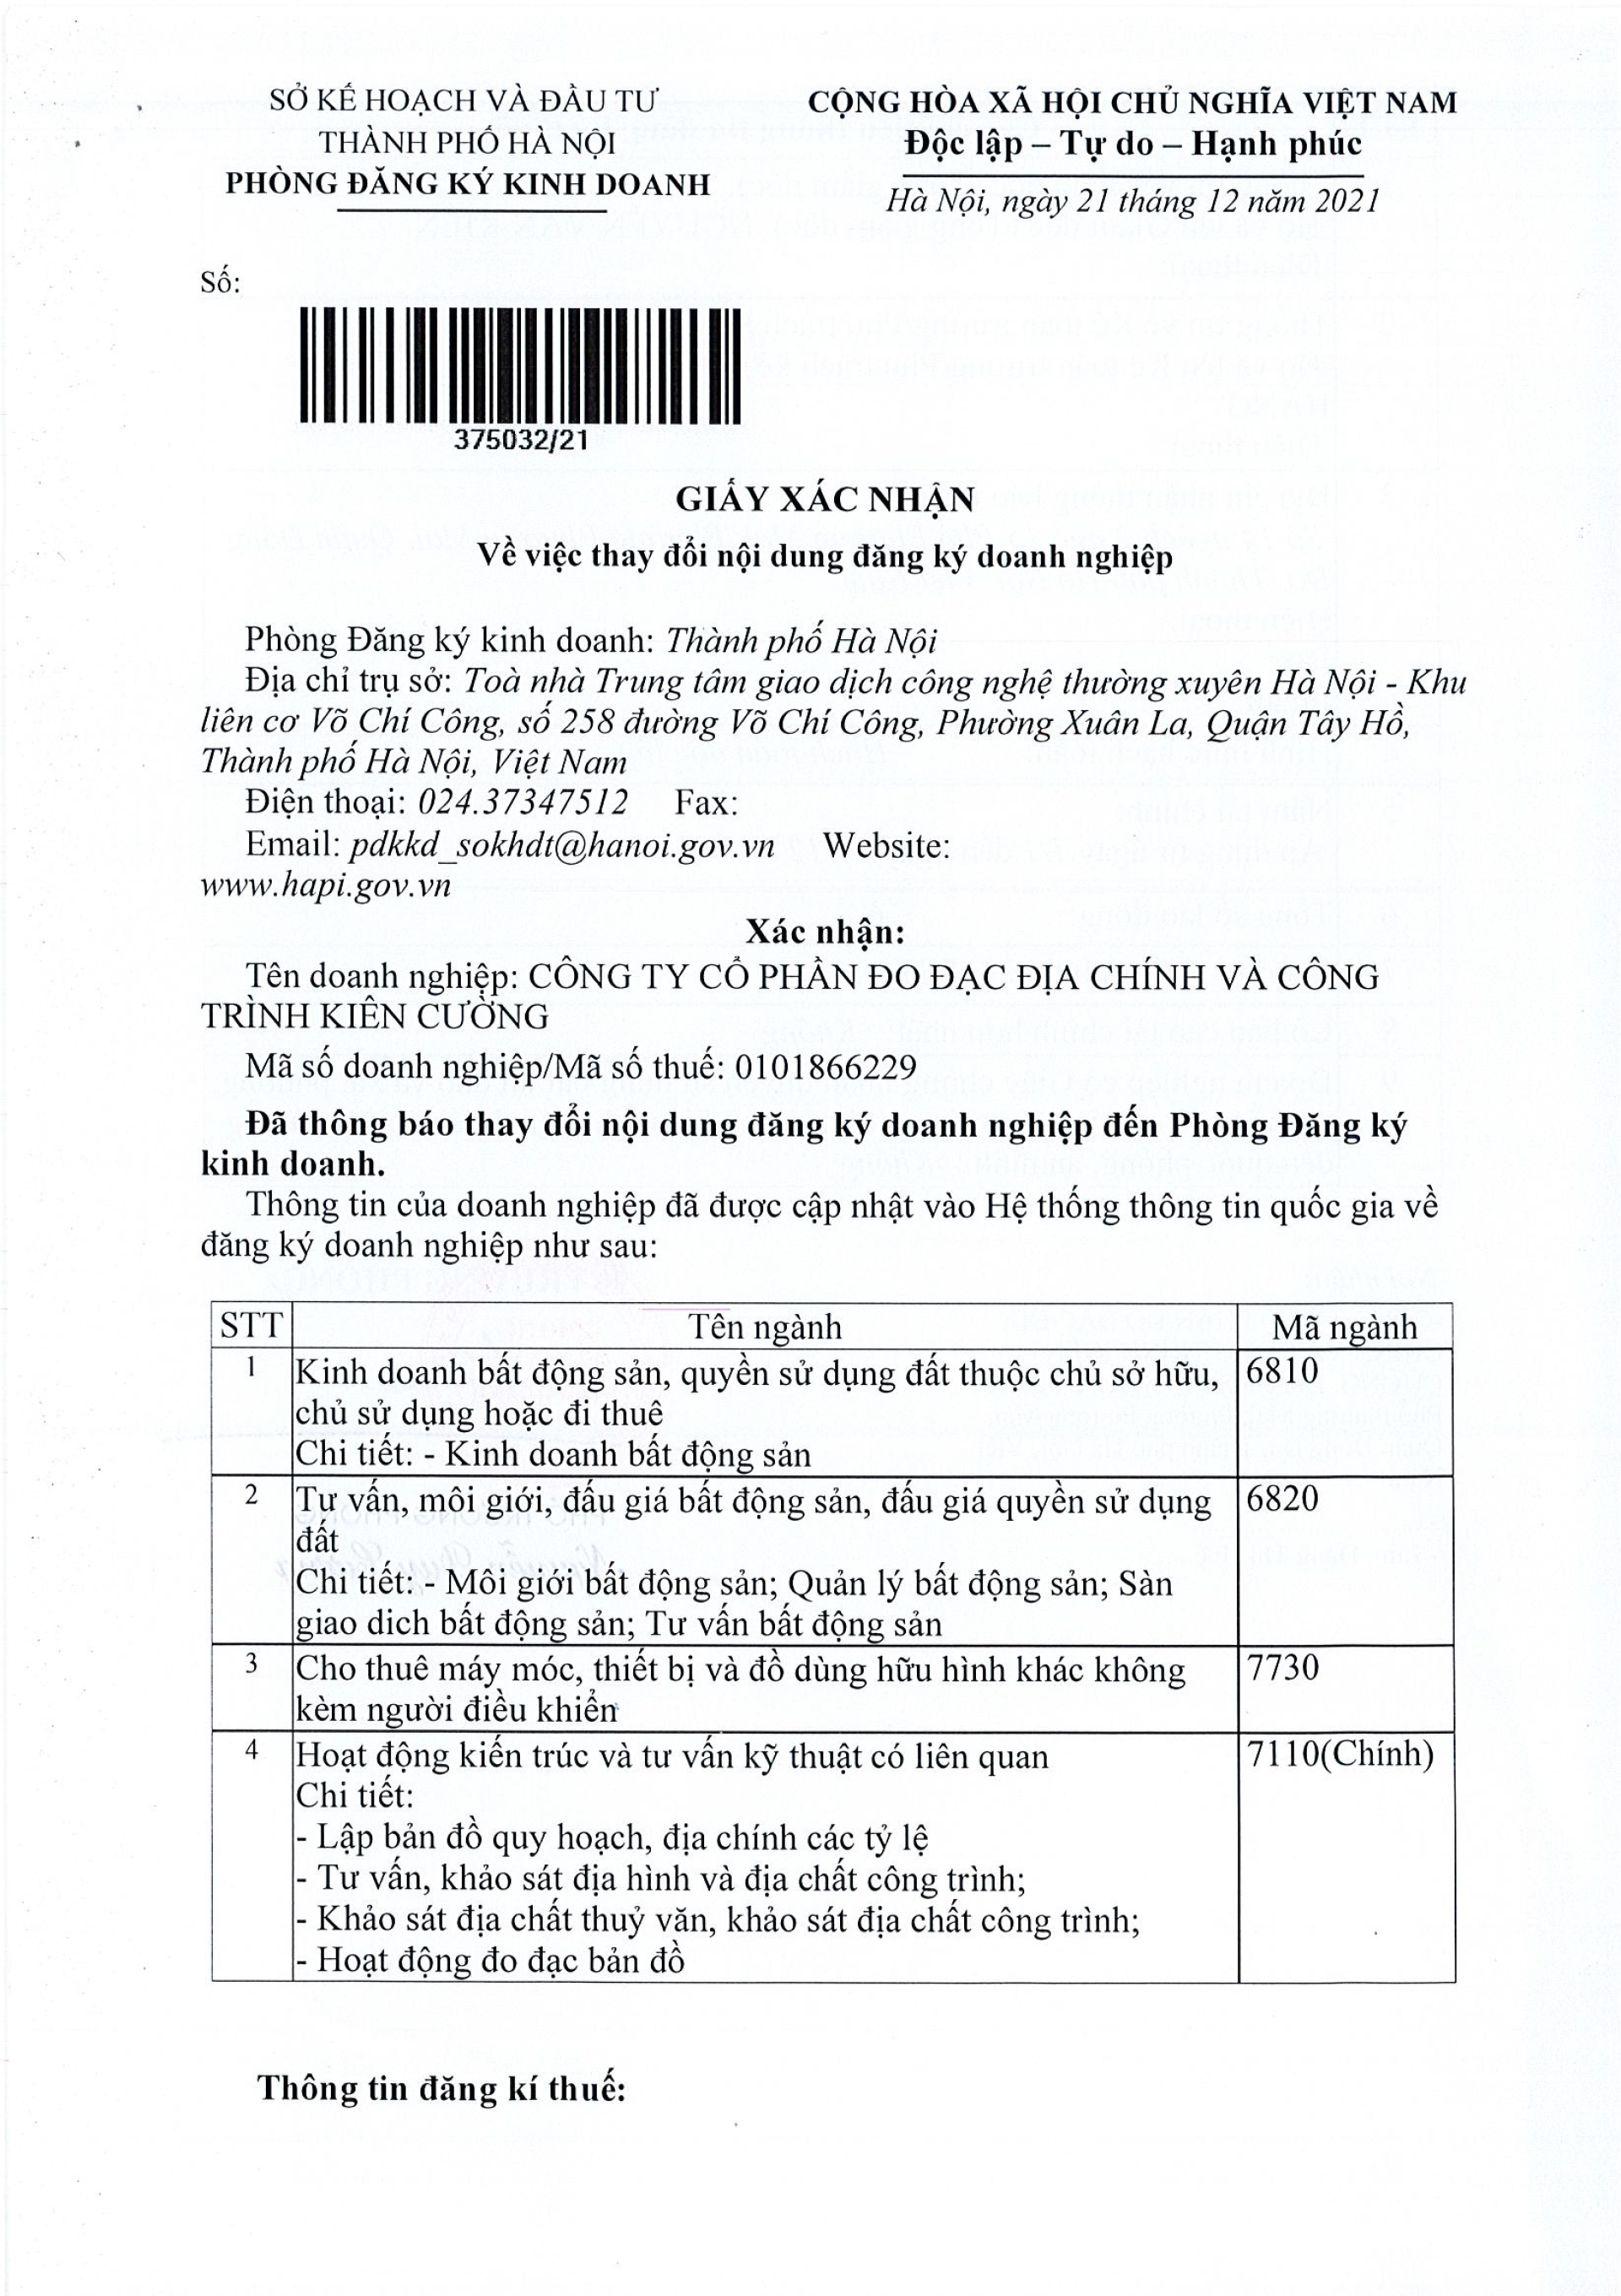 SỞ KẾ HOẠCH VÀ ĐẦU TƯ
THÀNH PHỐ HÀ NỘI
PHÒNG ĐĂNG KÝ KINH DOANH
CỘNG HÒA XÃ HỘI CHỦ NGHĨA VIỆT NAM
Độc lập – Tự do – Hạnh phúc
Hà Nội, ngày 21 tháng 12 năm 2021
Số:
375032/21
GIẤY XÁC NHẬN
Về việc thay đổi nội dung đăng ký doanh nghiệp
Phòng Đăng ký kinh doanh: Thành phố Hà Nội
Địa chỉ trụ sở: Toà nhà Trung tâm giao dịch công nghệ thường xuyên Hà Nội - Khu
liên cơ Võ Chí Công, số 258 đường Võ Chí Công, Phường Xuân La, Quận Tây Hồ,
Thành phố Hà Nội, Việt Nam
Điện thoại: 024.37347512 Fax:
Email: pdkkd_sokhdt@hanoi.gov.vn Website:
www.hapi.gov.vn
Xác nhận:
Tên doanh nghiệp: CÔNG TY CỔ PHẦN ĐO ĐẠC ĐỊA CHÍNH VÀ CÔNG
TRÌNH KIÊN CƯỜNG
Mã số doanh nghiệp/Mã số thuế: 0101866229
Đã thông báo thay đổi nội dung đăng ký doanh nghiệp đến Phòng Đăng ký
kinh doanh.
Thông tin của doanh nghiệp đã được cập nhật vào Hệ thống thông tin quốc gia về
đăng ký doanh nghiệp như sau:
STT Tên ngành Mã ngành
1 Kinh doanh bất động sản, quyền sử dụng đất thuộc chủ sở hữu, 6810
chủ sử dụng hoặc đi thuê
Chi tiết: - Kinh doanh bất động sản
2 Tư vấn, môi giới, đấu giá bất động sản, đấu giá quyền sử dụng 6820
đất
Chi tiết: - Môi giới bất động sản; Quản lý bất động sản; Sàn
giao dich bất động sản; Tư vấn bất động sản
3 Cho thuê máy móc, thiết bị và đồ dùng hữu hình khác không 7730
kèm người điều khiển
4 Hoạt động kiến trúc và tư vấn kỹ thuật có liên quan 7110(Chính)
Chi tiết:
- Lập bản đồ quy hoạch, địa chính các tỷ lệ
- Tư vấn, khảo sát địa hình và địa chất công trình;
- Khảo sát địa chất thuỷ văn, khảo sát địa chất công trình;
- Hoạt động đo đạc bản đồ
Thông tin đăng kí thuế: